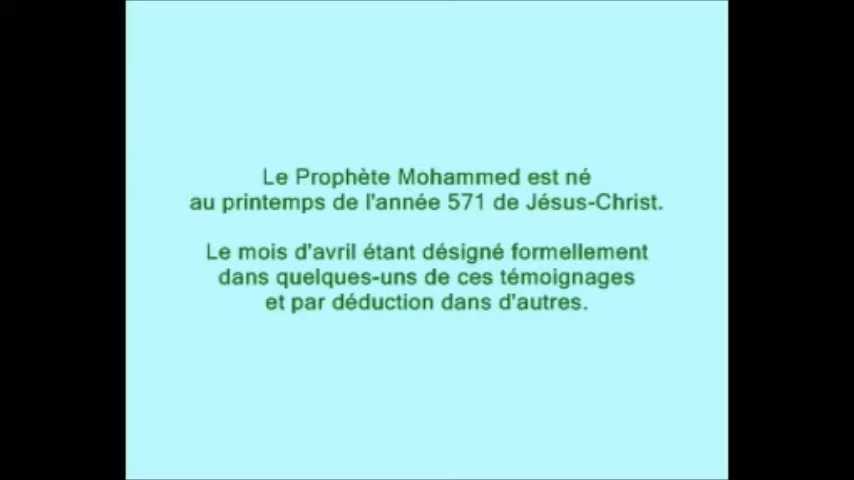 Le Prophète Mohammed est né
au printemps de l'année 571 de Jésus-Christ.
Le mois d'avril étant désigné formellement
dans quelques-uns de ces témoignages
et par déduction dans d'autres.